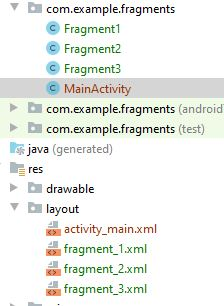 com.example.fragments
Fragment1
Fragment2
Fragment3
MainActivity
com.example.fragments (android
com.example.fragments (test)
java (generated)
res
drawable
layout
activity_main.xml
fragment_1.xml
fragment_2.xml
fragment_3.xml